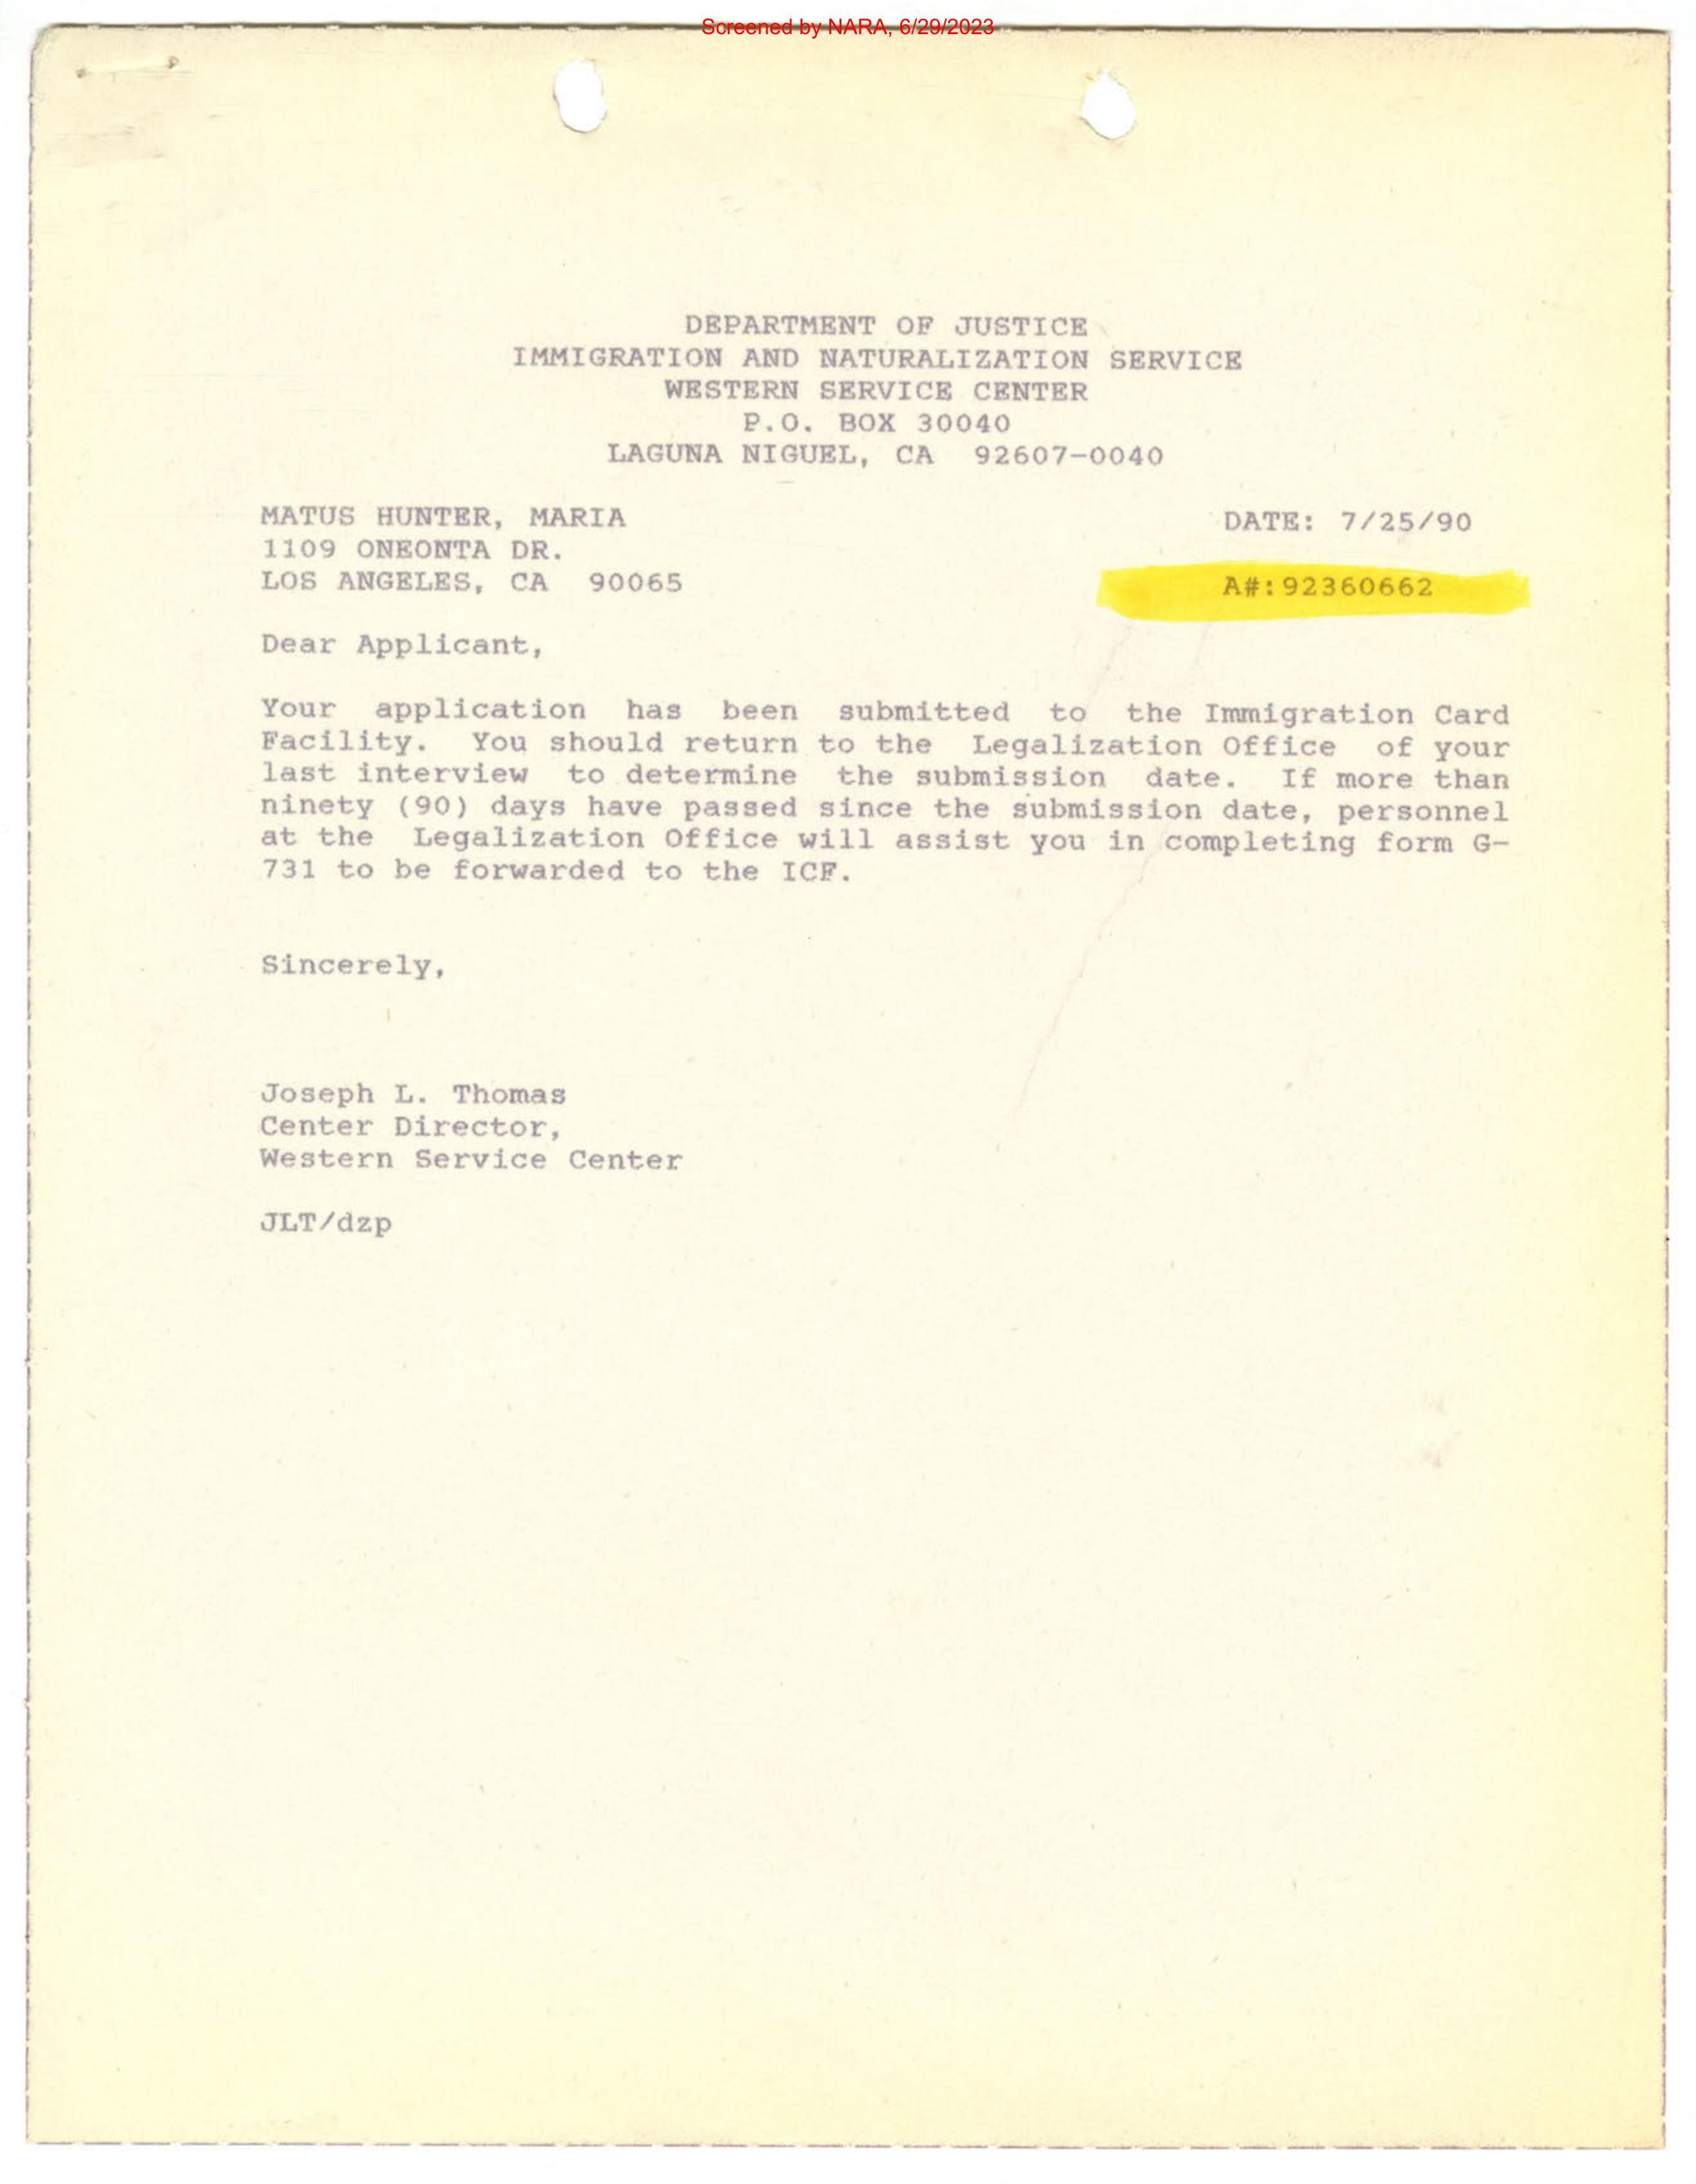 Screened by NARA, 6/29/2023
DEPARTMENT OF JUSTICE
IMMIGRATION AND NATURALIZATION SERVICE
WESTERN SERVICE CENTER
P.O. BOX 30040
LAGUNA NIGUEL, CA 92607-0040
MATUS HUNTER, MARIA
DATE: 7/25/90
1109 ONEONTA DR.
LOS ANGELES, CA 90065
A#:92360662
Dear Applicant,
Your application has been submitted to the Immigration Card
Facility. You should return to the Legalization Office of your
last interview to determine the submission date. If more than
ninety (90) days have passed since the submission date, personnel
at the Legalization Office will assist you in completing form G-
731 to be forwarded to the ICF.
Sincerely,
Joseph L. Thomas
Center Director,
Western Service Center
JLT/dzp